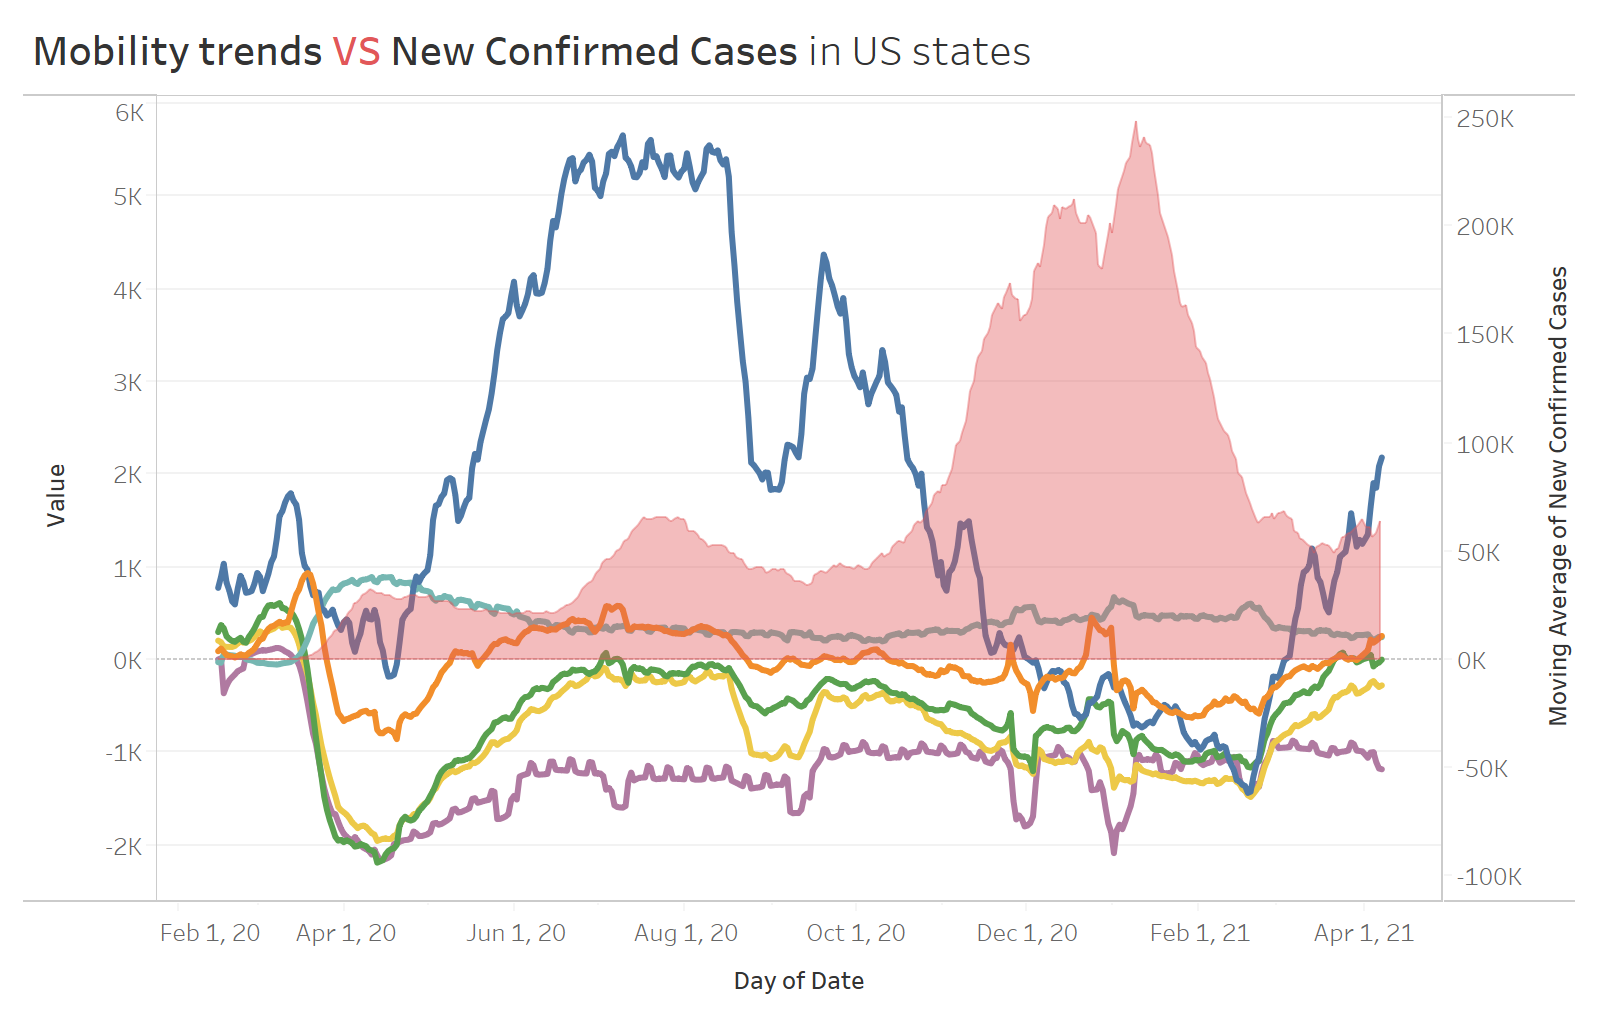 Mobility trends VS New Confirmed Cases in US states
6K
5K
4K
3K
2K
1K
0K
-1K
-2K
Value
250K
200K
150K
100K
50K
0K
-50K
-100K
Moving Average of New Confirmed Cases
Feb 1, 20 Apr 1, 20 Jun 1, 20 Aug 1, 20 Oct 1, 20 Dec 1, 20 Feb 1, 21 Apr 1, 21
Day of Date